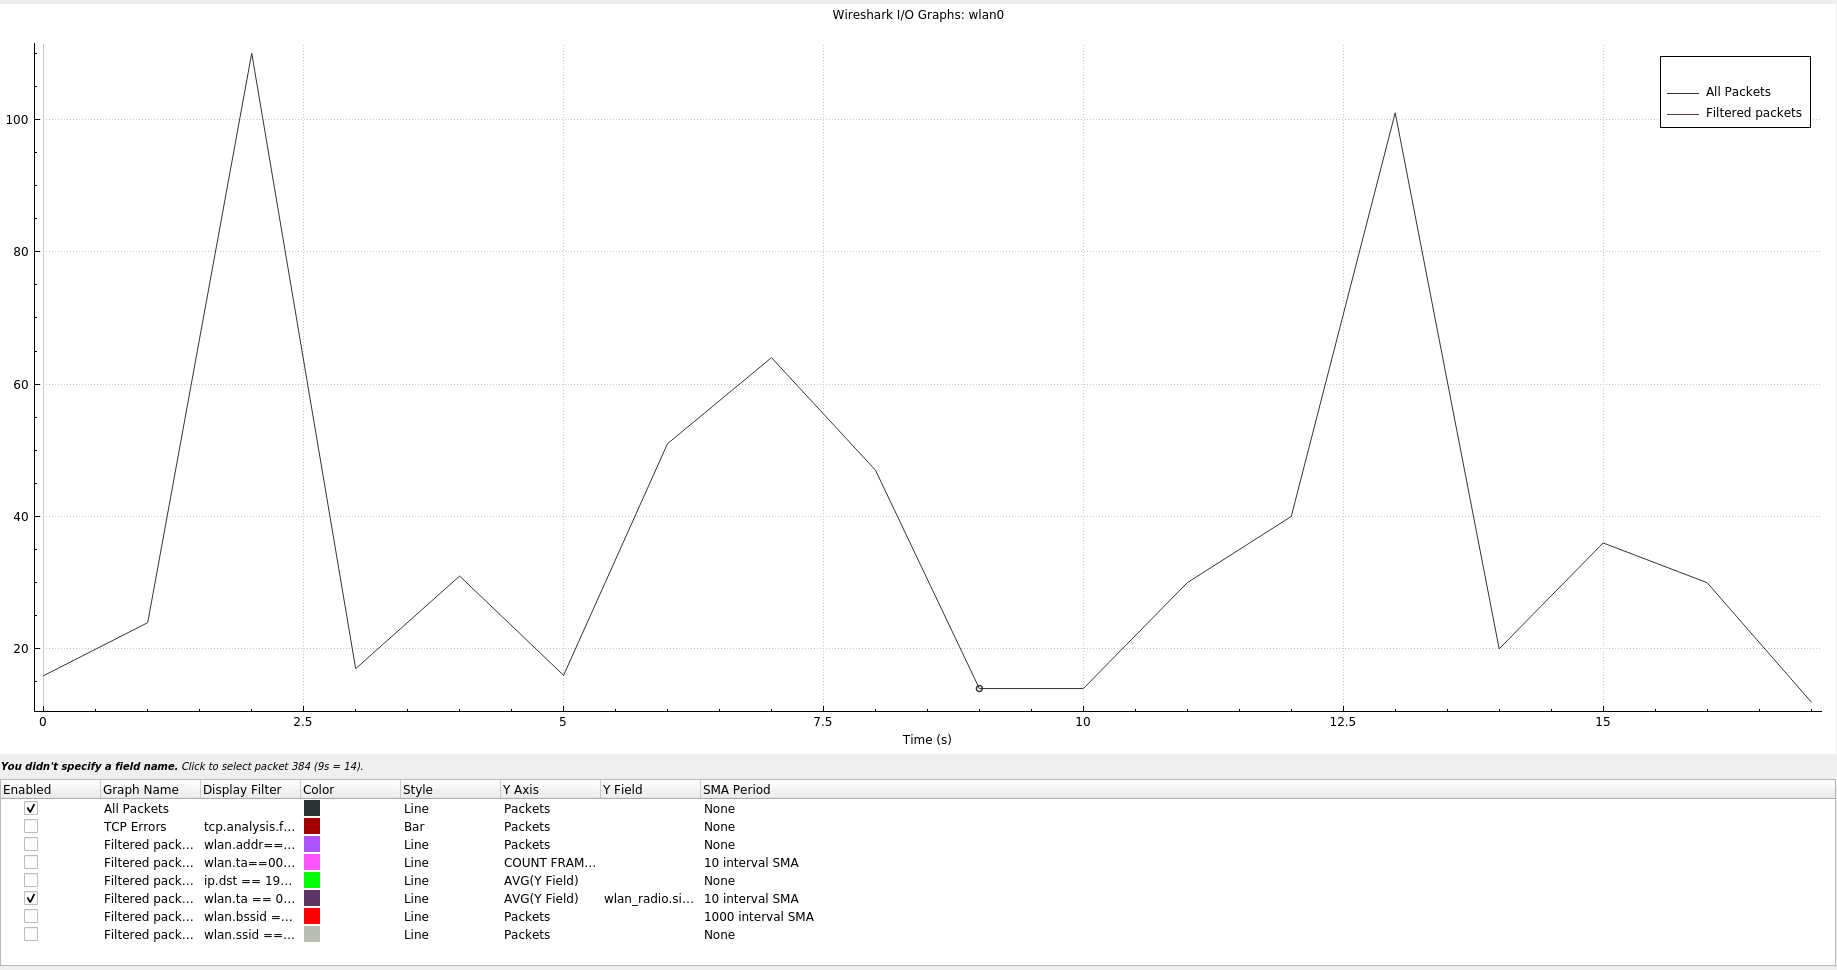 Wireshark I/O Graphs: wlan0
All Packets
Filtered packets
100
80
60
40
20
0 2.5 5 7.5 10 12.5 15
Time (s)
You didn't specify a field name. Click to select packet 384 (9s = 14).
Enabled Graph Name Display Filter Color Style Y Axis Y Field SMA Period
All Packets Line Packets None
TCP Errors tcp.analysis.f... Bar Packets None
Filtered pack... wlan.addr==... Line Packets None
Filtered pack... wlan.ta==00... Line COUNT FRAM... 10 interval SMA
Filtered pack... ip.dst == 19... Line AVG(Y Field) None
Filtered pack... wlan.ta == 0... Line AVG(Y Field) wlan_radio.si... 10 interval SMA
Filtered pack... wlan.bssid =... Line Packets 1000 interval SMA
Filtered pack... wlan.ssid ==... Line Packets None